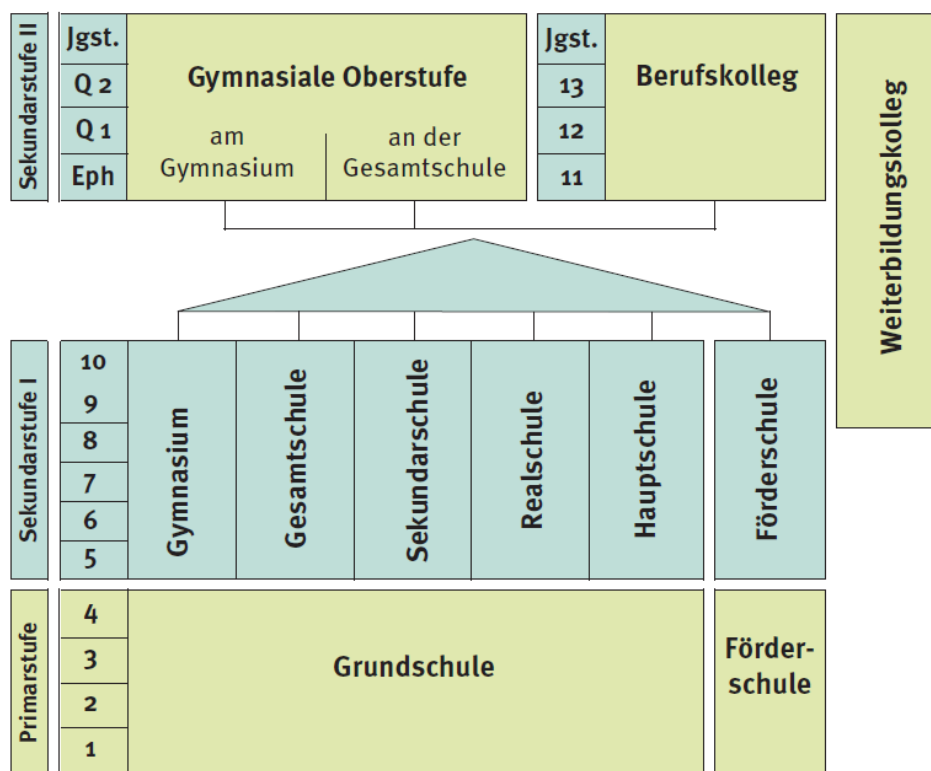 Sekundarstufe II
Jgst.
Q 2
Q 1
Eph
Gymnasiale Oberstufe
am
Gymnasium
an der
Gesamtschule
Jgst.
13
12
11
Berufskolleg
Weiterbildungskolleg
Sekundarstufe I
10
9
8
7
6
5
Gymnasium
Gesamtschule
Sekundarschule
Realschule
Hauptschule
Förderschule
Primarstufe
4
3
2
1
Grundschule
Förder-
schule